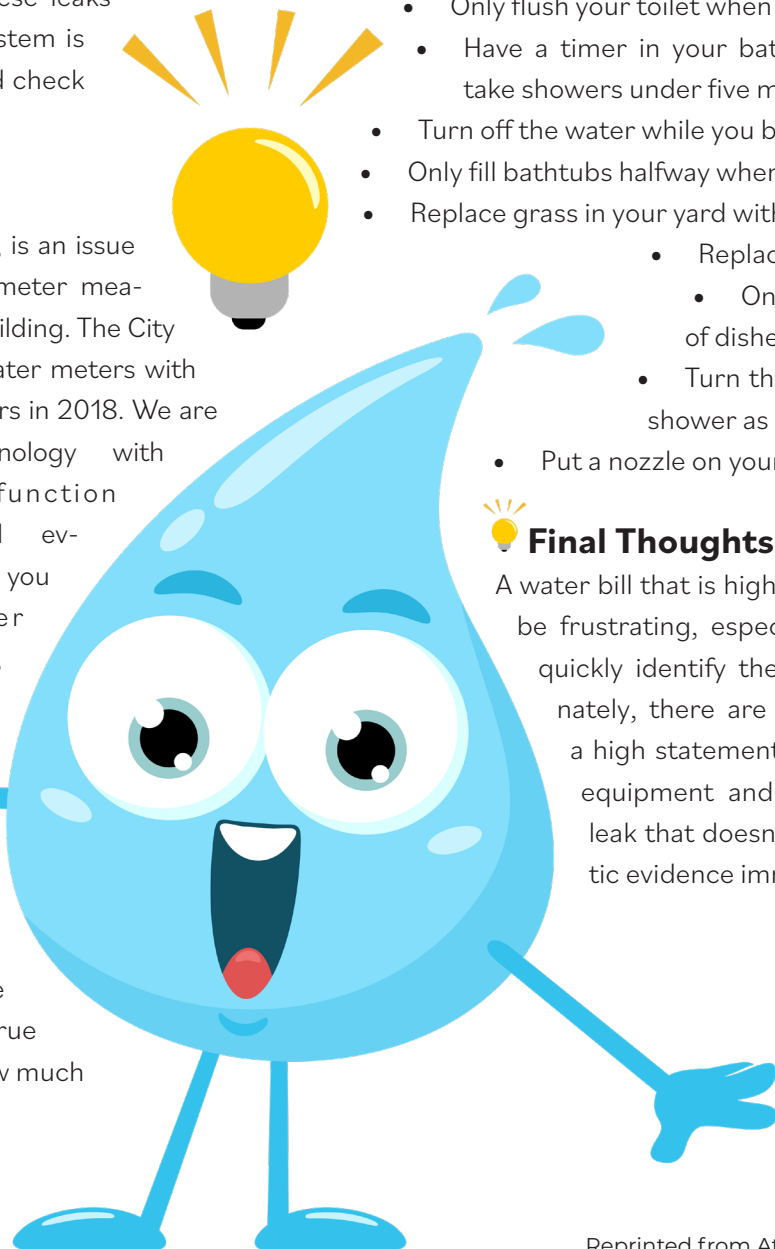 stem is
d check
, is an issue
meter mea-
ilding. The City
ater meters with
rs in 2018. We are
nology with
function
l ev-
you
er
e
rue
w much
• Only flush your toilet when
• Have a timer in your bat
take showers under five m
• Turn off the water while you b
• Only fill bathtubs halfway when
• Replace grass in your yard with
• Replac
• On
of dishe
• Turn th
shower as
• Put a nozzle on your
Final Thoughts
A water bill that is high
be frustrating, espec
quickly identify the
nately, there are
a high statement
equipment and
leak that doesn
tic evidence imm
Reprinted from At